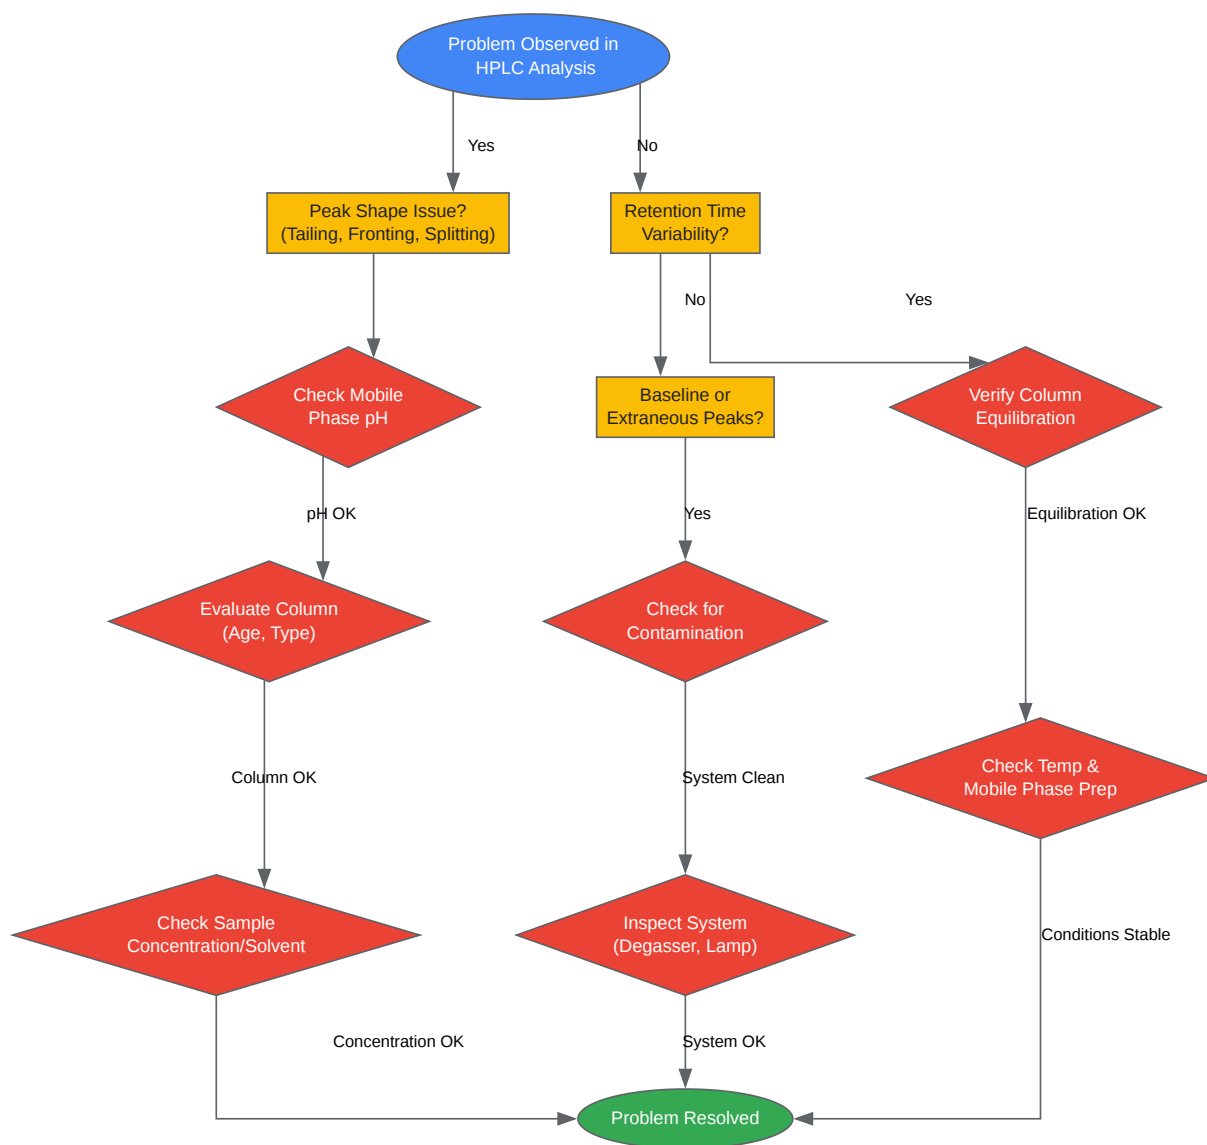 Problem Observed in
HPLC Analysis
Yes
No
Peak Shape Issue?
(Tailing, Fronting, Splitting)
Retention Time
Variability?
No
Yes
Check Mobile
Phase pH
Baseline or
Extraneous Peaks?
Verify Column
Equilibration
pH OK
Yes
Equilibration OK
Evaluate Column
(Age, Type)
Check for
Contamination
Column OK
System Clean
Check Temp &
Mobile Phase Prep
Check Sample
Concentration/Solvent
Inspect System
(Degasser, Lamp)
Conditions Stable
Concentration OK
System OK
Problem Resolved